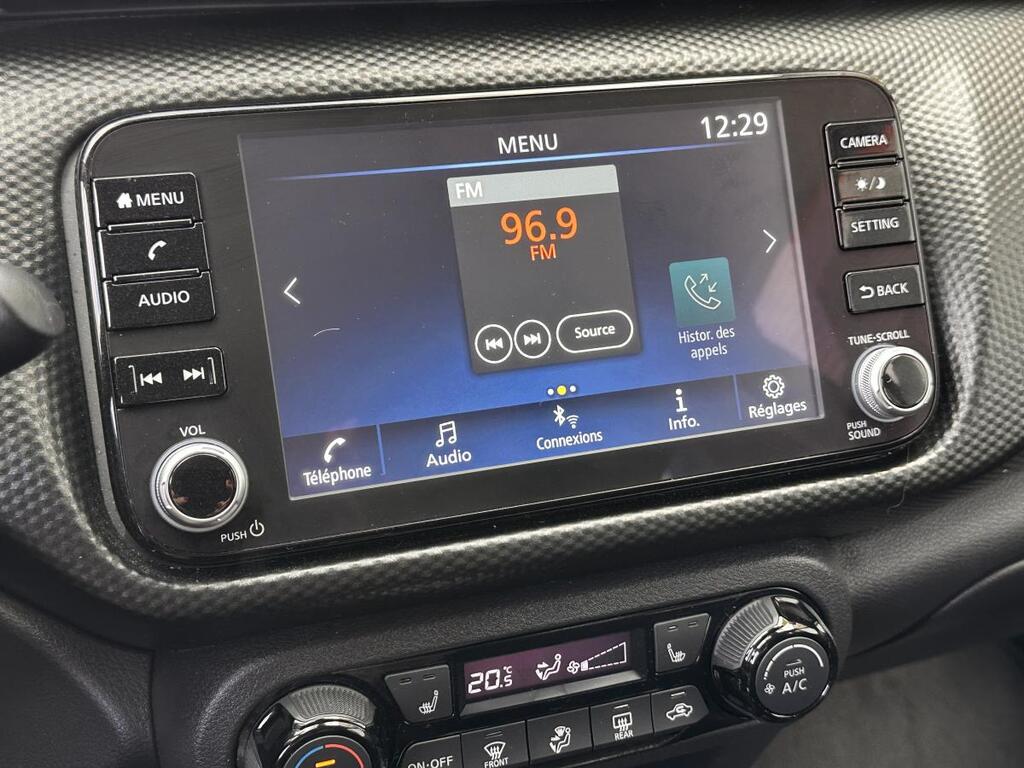 MENU
12:29
CAMERA
MENU
FM
96.9
FM
SETTING
AUDIO
BACK
Source
Histor. des
appels
TUNE·SCROLL
VOL
Téléphone
Audio
Connexions
Info.
Réglages
PUSH
SOUND
PUSH
20.5°C
PUSH
A/C
ON·OFF
FRONT
REAR